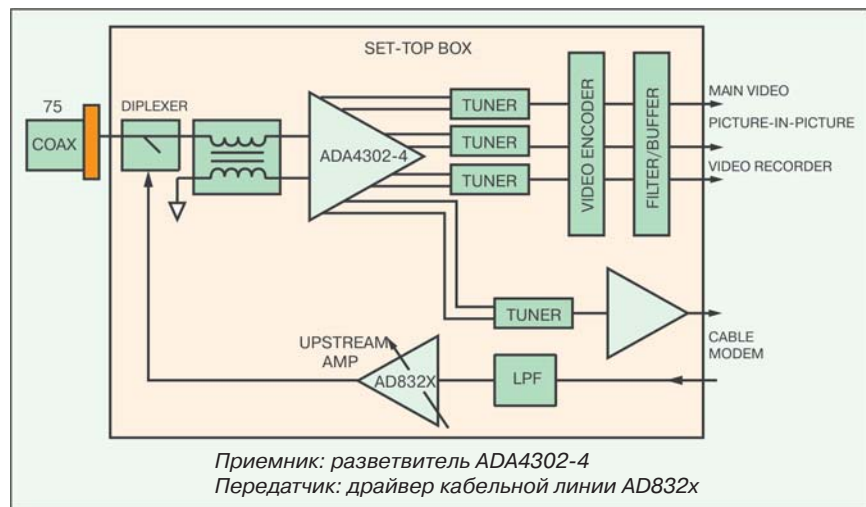 SET-TOP BOX
75
COAX
DIPLEXER
ADA4302-4
TUNER
TUNER
TUNER
VIDEO ENCODER
FILTER/BUFFER
MAIN VIDEO
PICTURE-IN-PICTURE
VIDEO RECORDER
TUNER
CABLE
MODEM
UPSTREAM
AMP
AD832X
LPF
Приемник: разветвитель ADA4302-4
Передатчик: драйвер кабельной линии AD832x